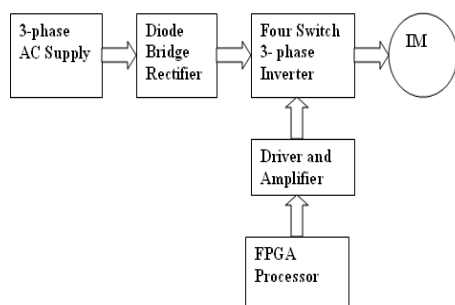 3-phase
AC Supply
Diode
Bridge
Rectifier
Four Switch
3- phase
Inverter
IM
Driver and
Amplifier
FPGA
Processor